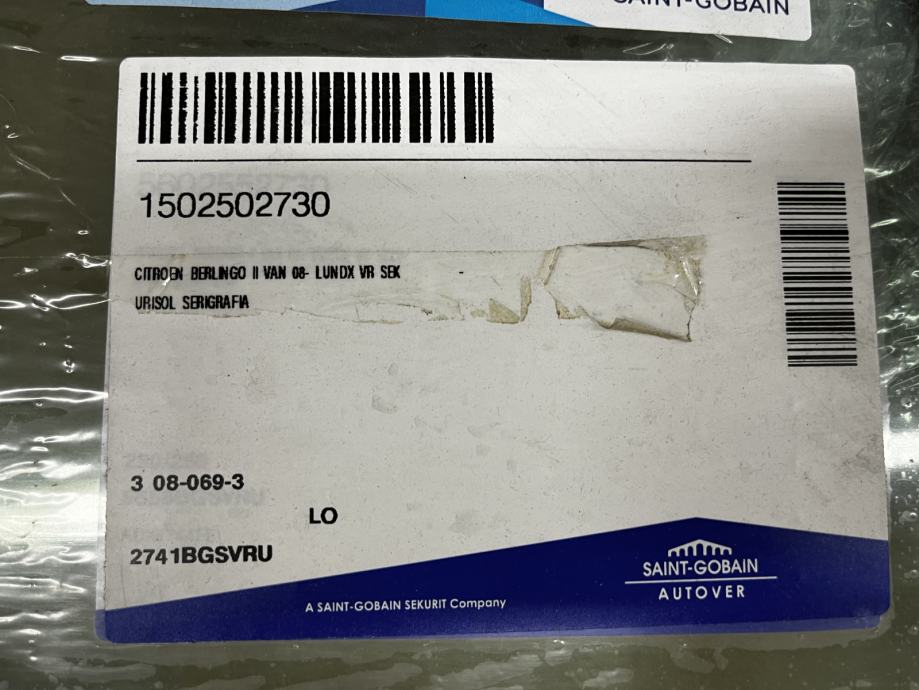 SAINT-GOBAIN
1502502730
CITROEN BERLINGO II VAN 08- LUNDX VR SEK
URISOL SERIGRAFIA
3 08-069-3
LO
2741BGSVRU
SAINT-GOBAIN
AUTOVER
A SAINT-GOBAIN SEKURIT Company